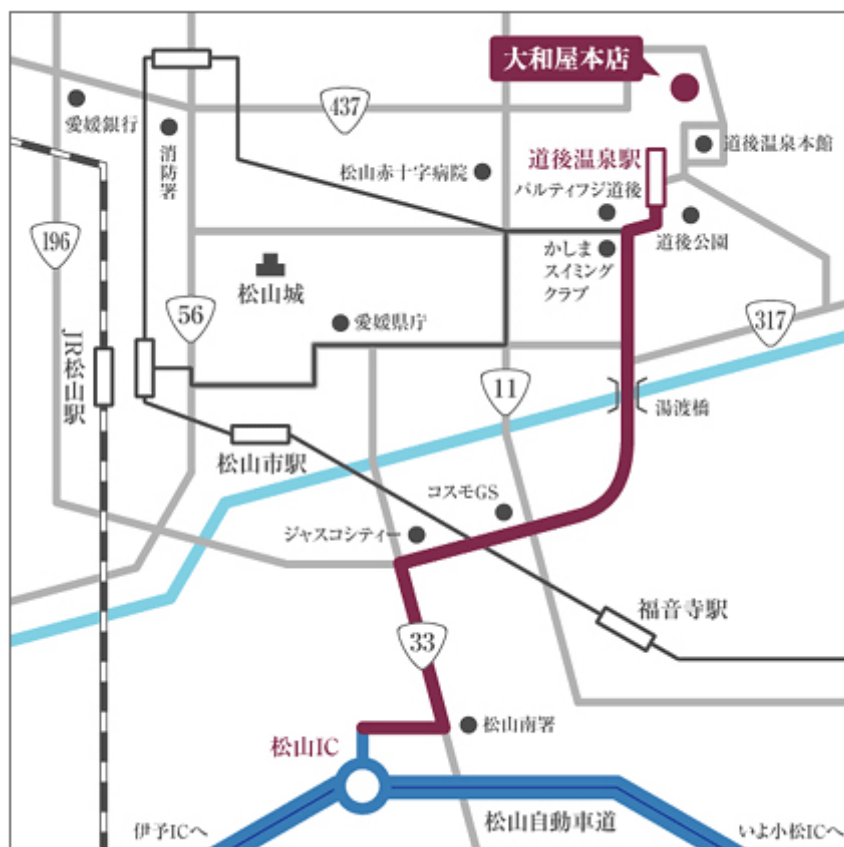 大和屋本店
437
愛媛銀行
消防署
松山赤十字病院
道後温泉駅
道後温泉本館
パルティフジ道後
196
道後公園
かしま
スイミング
クラブ
松山城
56
愛媛県庁
317
JR松山駅
11
湯渡橋
松山市駅
コスモGS
ジャスコシティー
福音寺駅
33
松山南署
松山IC
松山自動車道
伊予ICへ
いよ小松ICへ